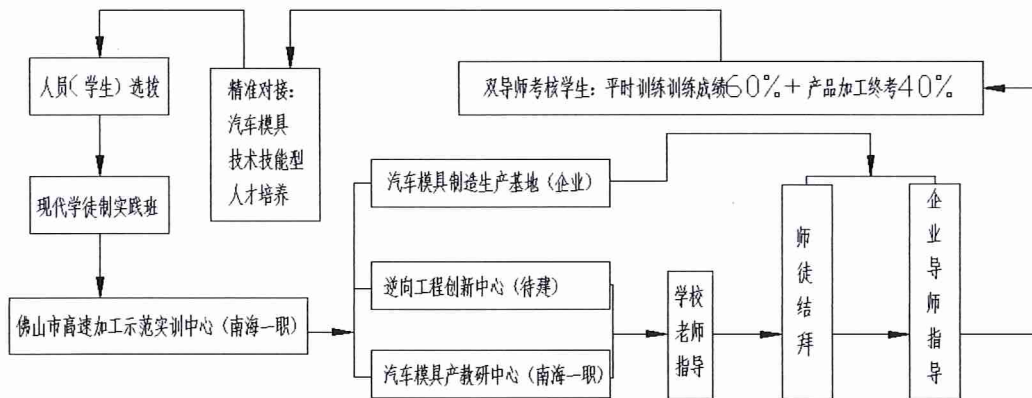 人员(学生)选拔
精准对接:
汽车模具
技术技能型
人才培养
双导师考核学生: 平时训练训练成绩60%+产品加工终考40%
现代学徒制实践班
汽车模具制造生产基地(企业)
师徒结拜
企业导师指导
佛山市高速加工示范实训中心(南海一职)
逆向工程创新中心(待建)
学校
老师
指导
汽车模具产教研中心(南海一职)